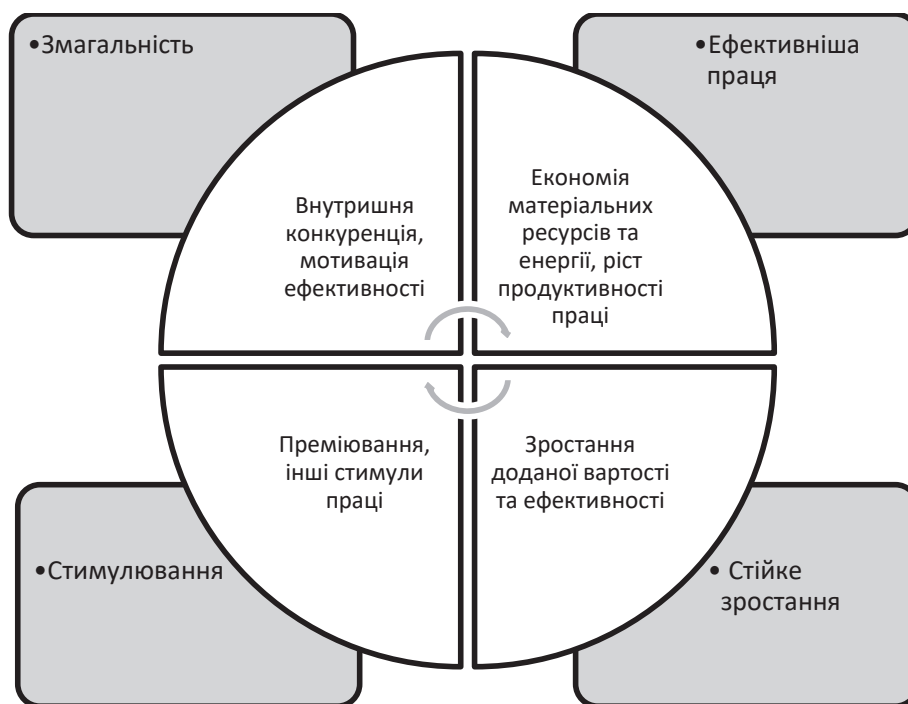 •Змагальність
•Ефективніша
праця
Внутришня
конкуренція,
мотивація
ефективності
Економія
матеріальних
ресурсів та
енергії, ріст
продуктивності
праці
Преміювання,
інші стимули
праці
Зростання
доданої вартості
та ефективності
•Стимулювання
• Стійке
зростання